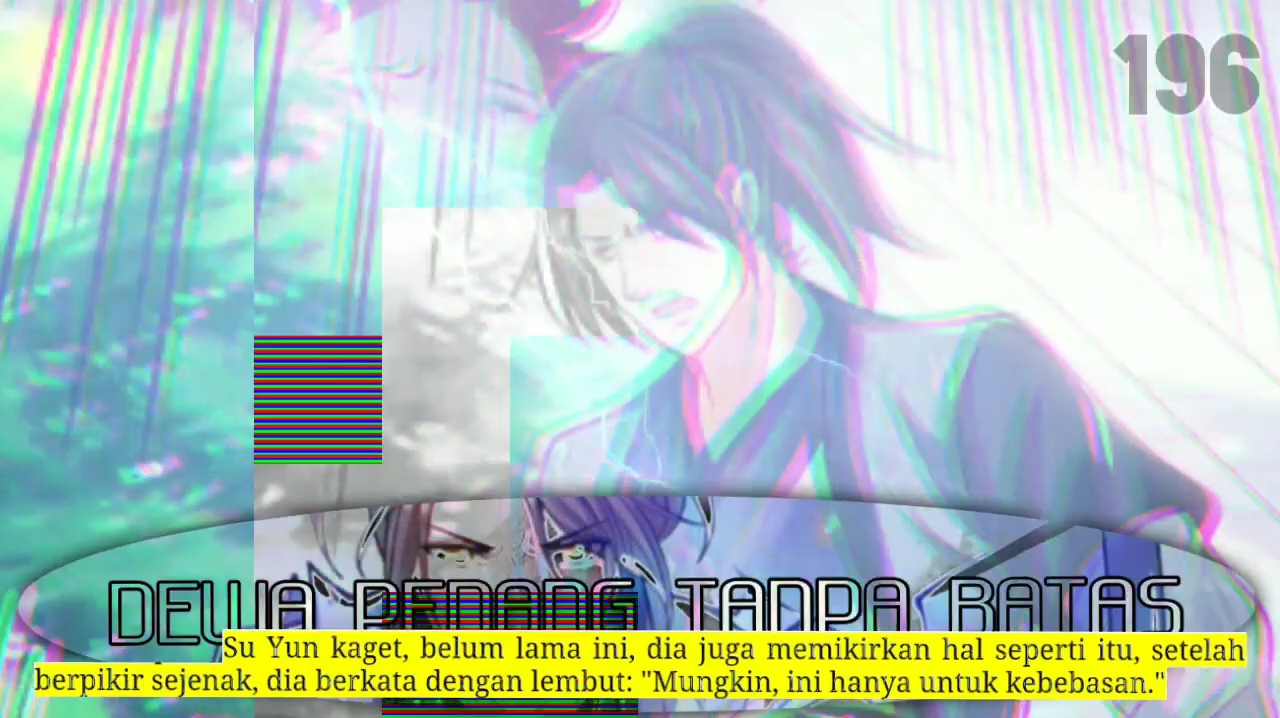 196
DEWA PEDANG TANPA BATAS
Su Yun kaget, belum lama ini, dia juga memikirkan hal seperti itu, setelah
berpikir sejenak, dia berkata dengan lembut: "Mungkin, ini hanya untuk kebebasan."